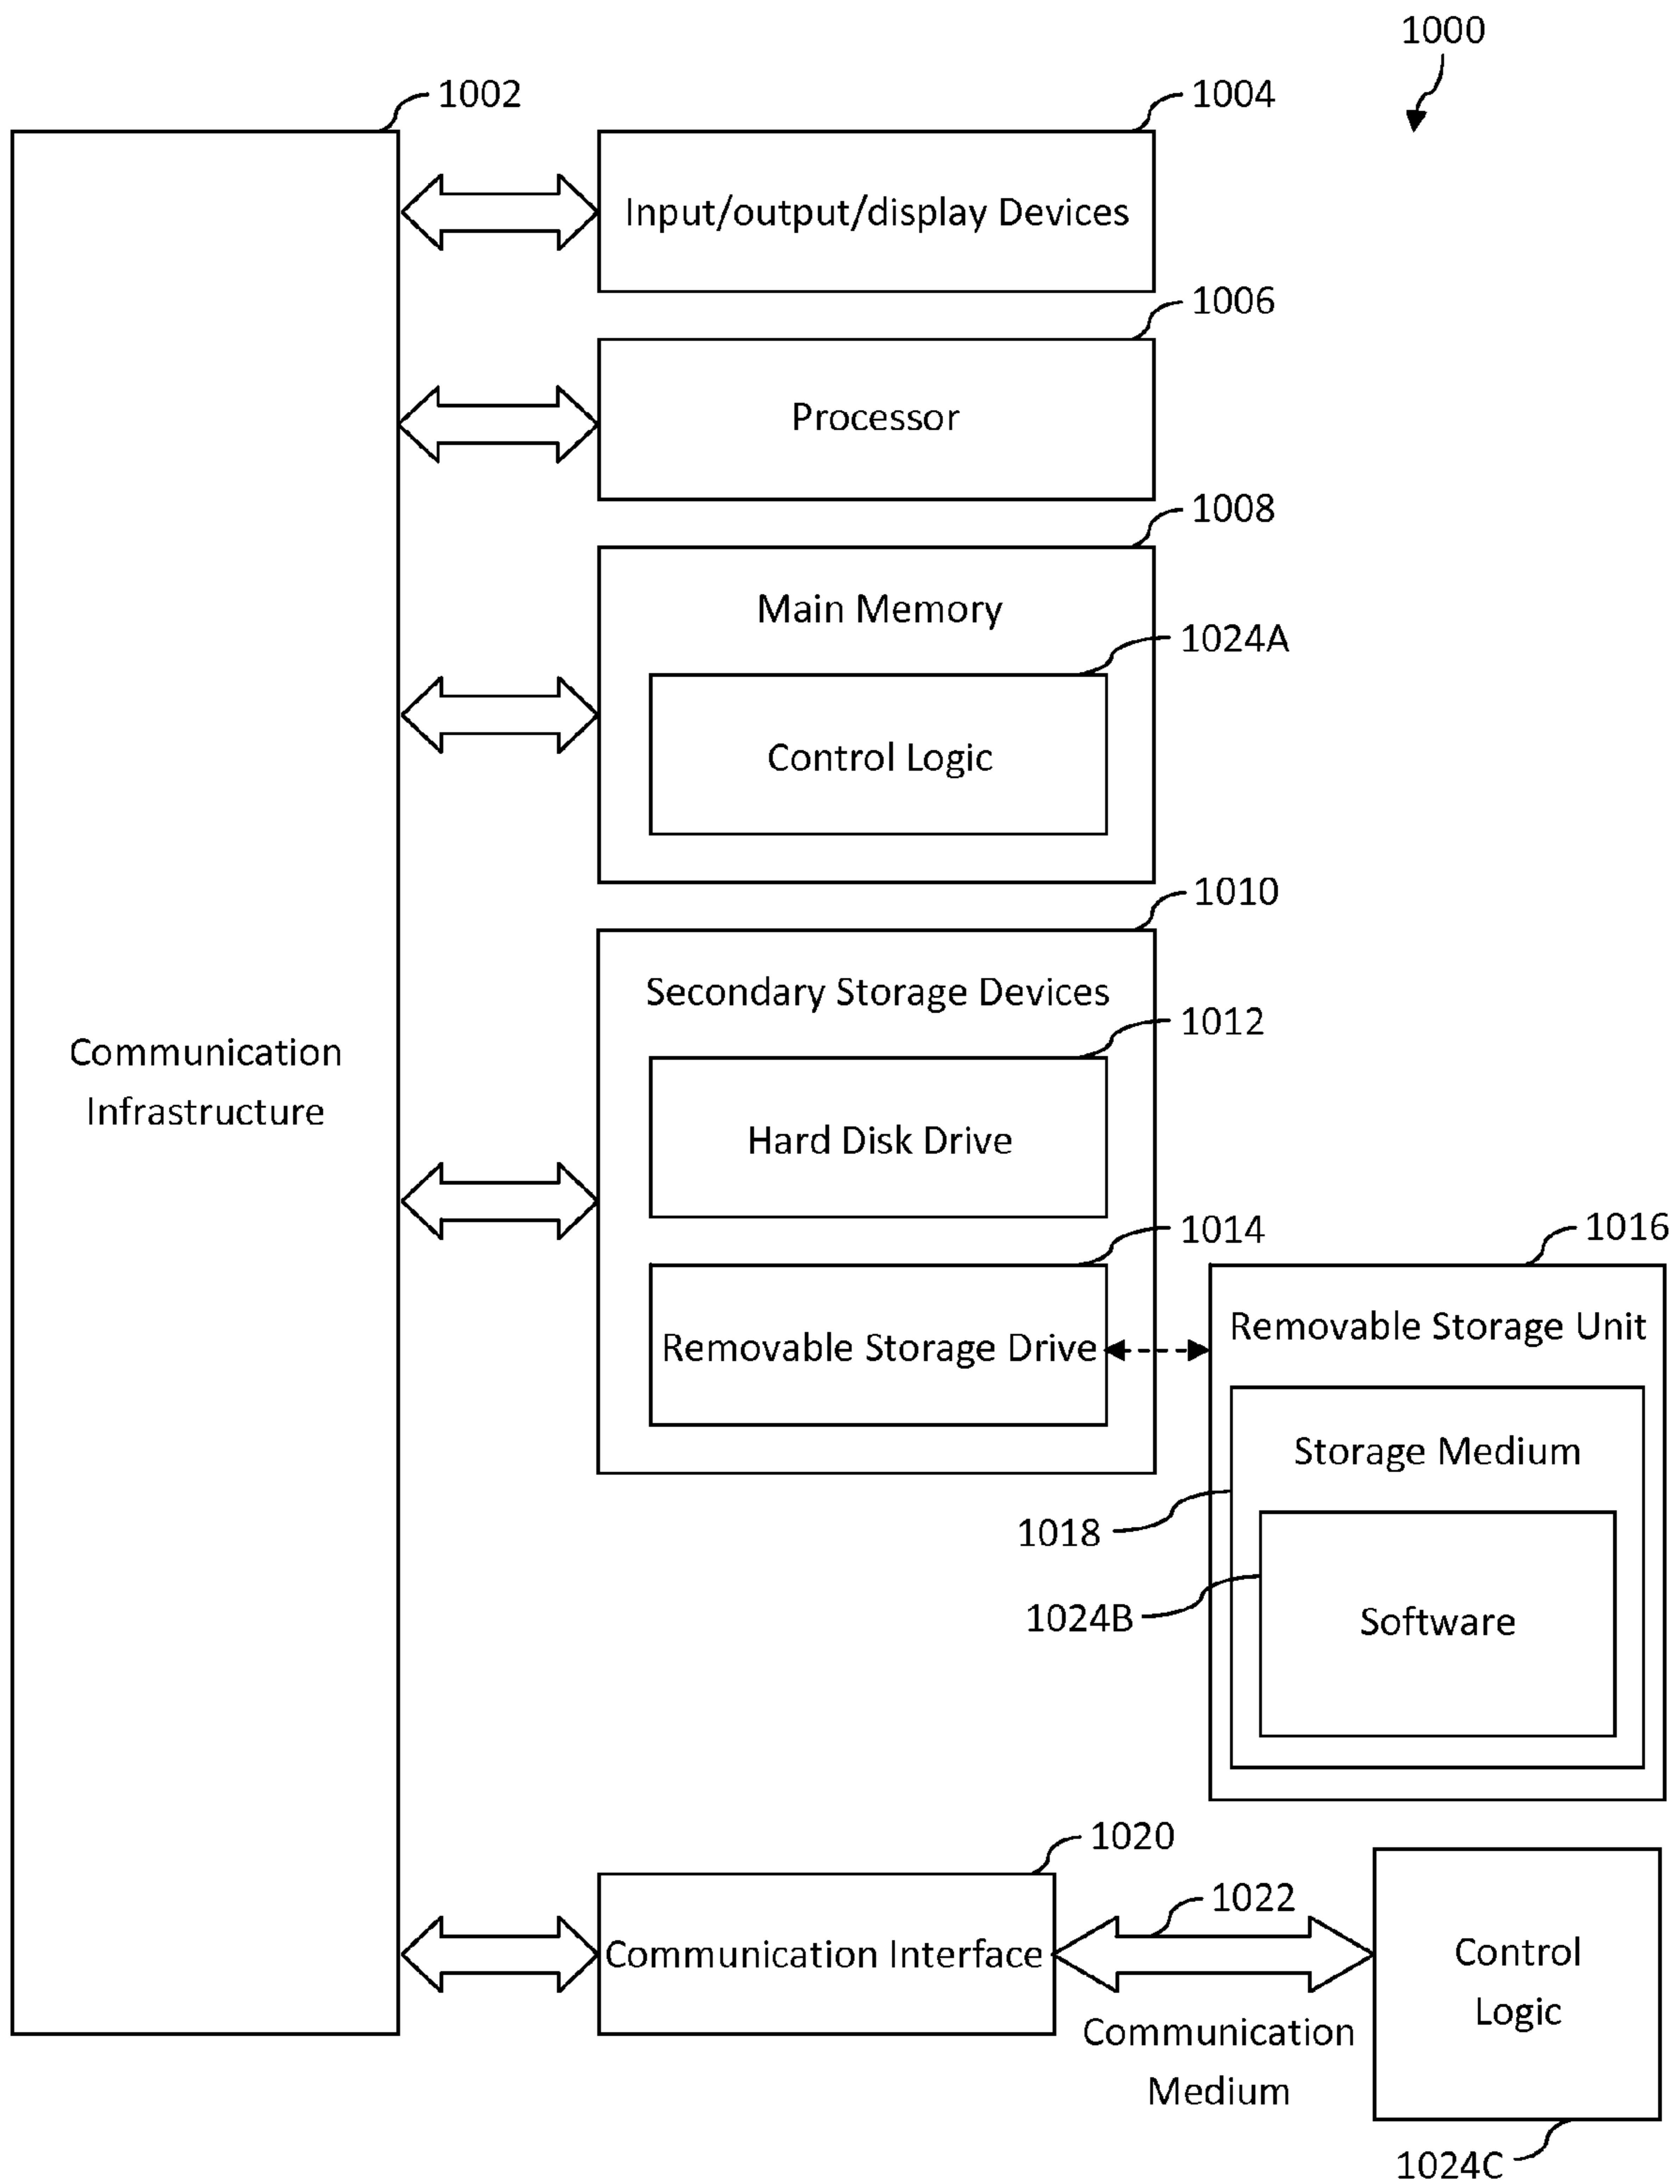 1000
1002
1004
Input/output/display Devices
1006
Processor
1008
Main Memory
1024A
Control Logic
1010
Secondary Storage Devices
1012
Communication
Infrastructure
Hard Disk Drive
1014
1016
Removable Storage Drive
Removable Storage Unit
Storage Medium
1018
1024B
Software
1020
1022
Communication Interface
Control
Logic
Communication
Medium
1024C